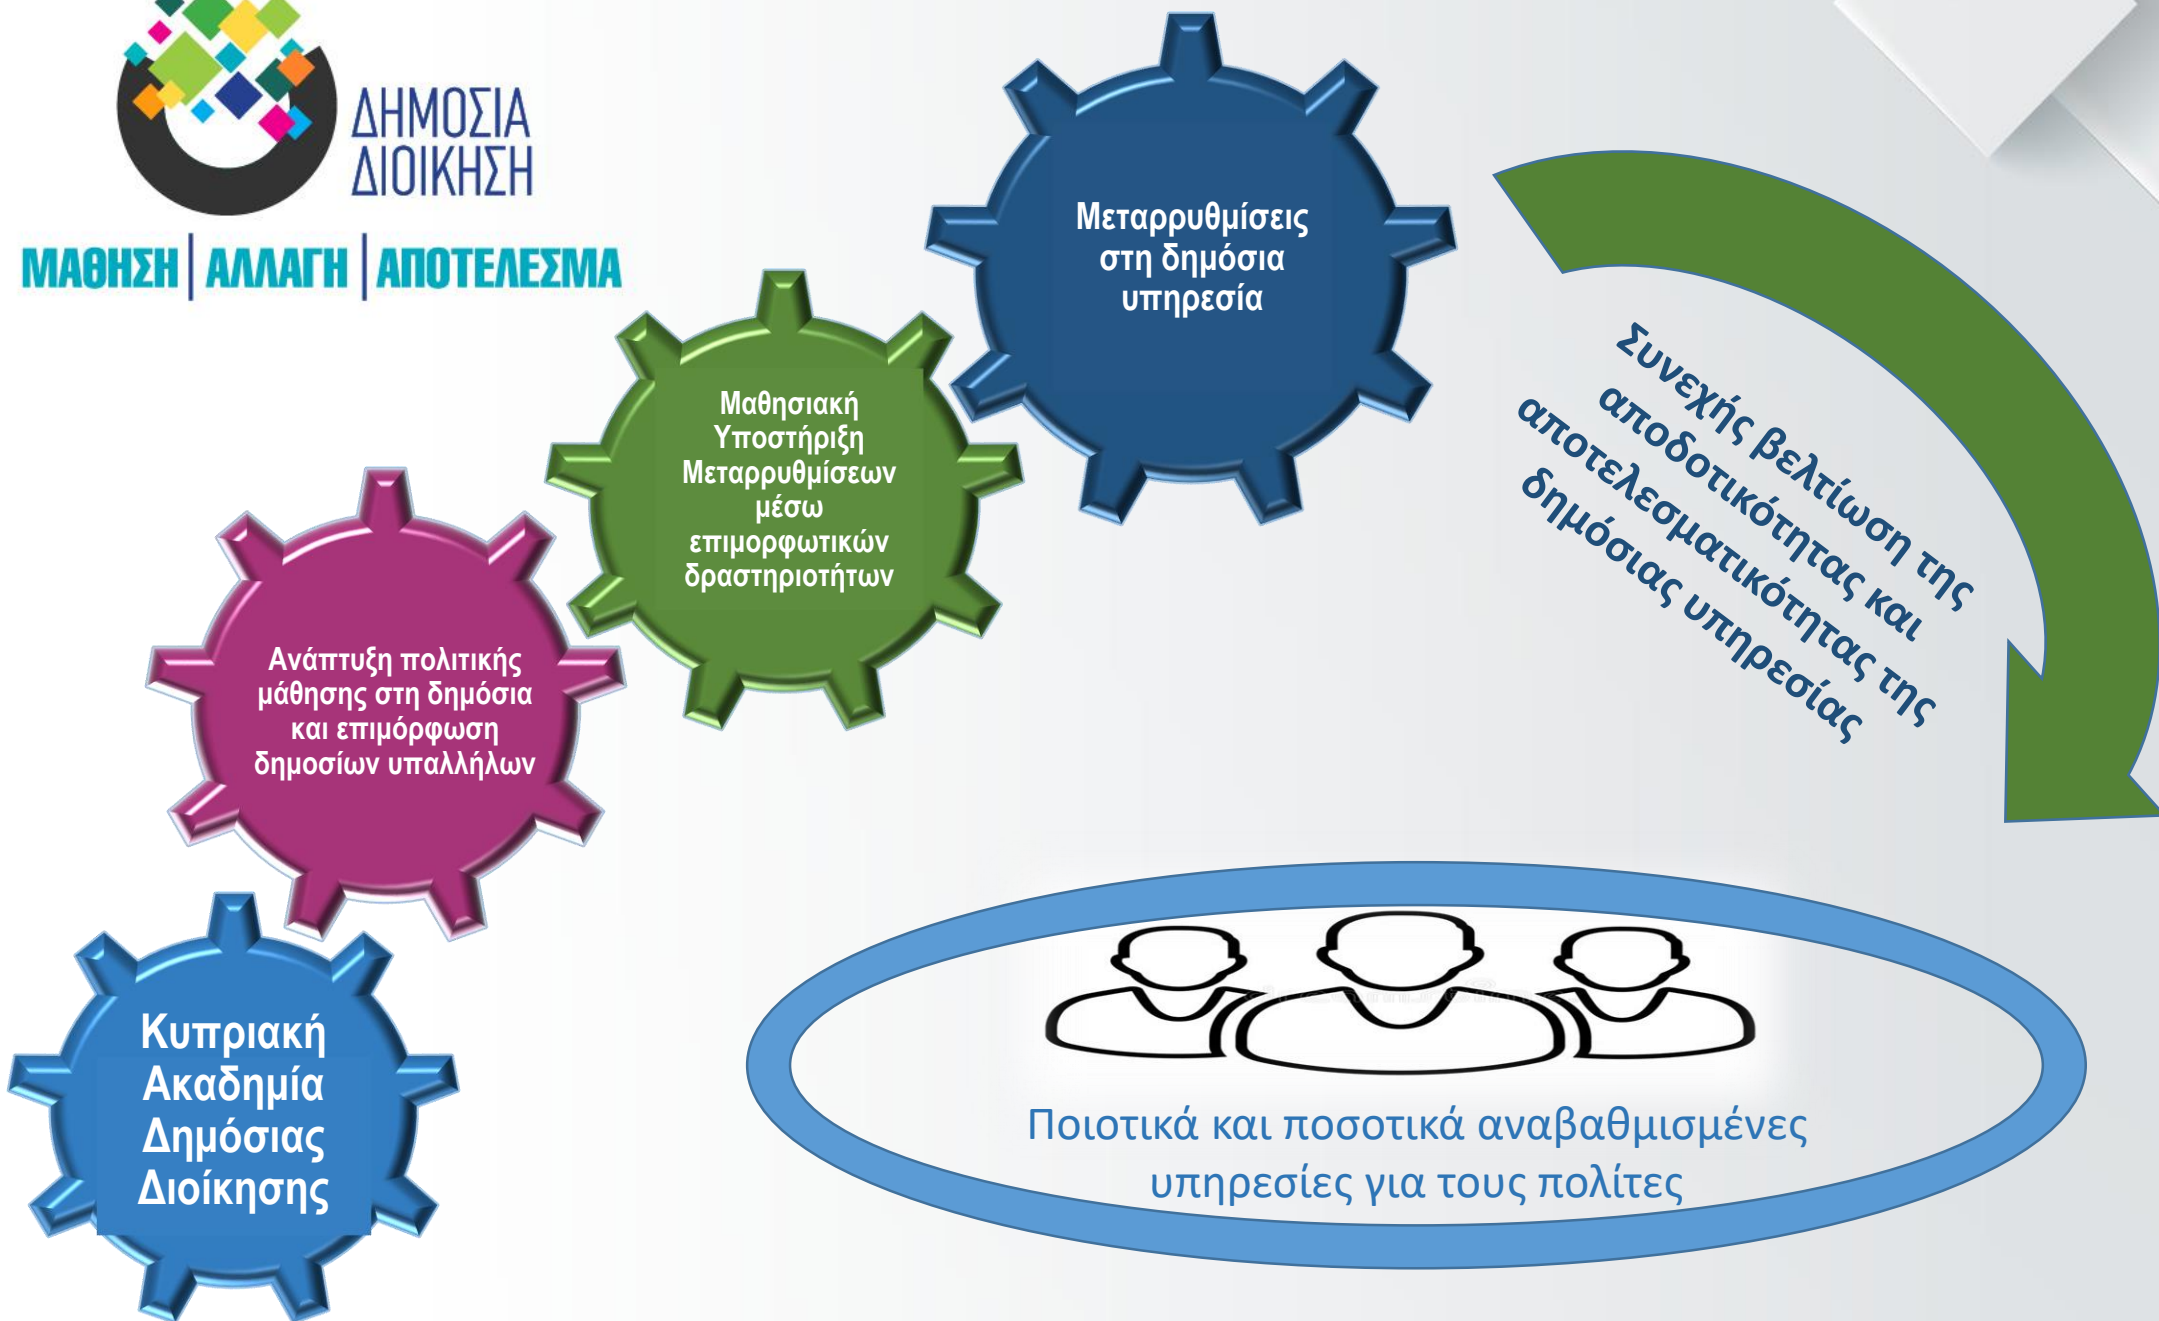 ΔΗΜΟΣΙΑ
ΔΙΟΙΚΗΣΗ
ΜΑΘΗΣΗ | ΑΛΛΑΓΗ | ΑΠΟΤΕΛΕΣΜΑ
Μεταρρυθμίσεις
στη δημόσια
υπηρεσία
Μαθησιακή
Υποστήριξη
Μεταρρυθμίσεων
μέσω
επιμορφωτικών
δραστηριοτήτων
Ανάπτυξη πολιτικής
μάθησης στη δημόσια
και επιμόρφωση
δημοσίων υπαλλήλων
Κυπριακή
Ακαδημία
Δημόσιας
Διοίκησης
Συνεχής βελτίωση της
αποδοτικότητας και
αποτελεσματικότητας της
δημόσιας υπηρεσίας
Ποιοτικά και ποσοτικά αναβαθμισμένες
υπηρεσίες για τους πολίτες